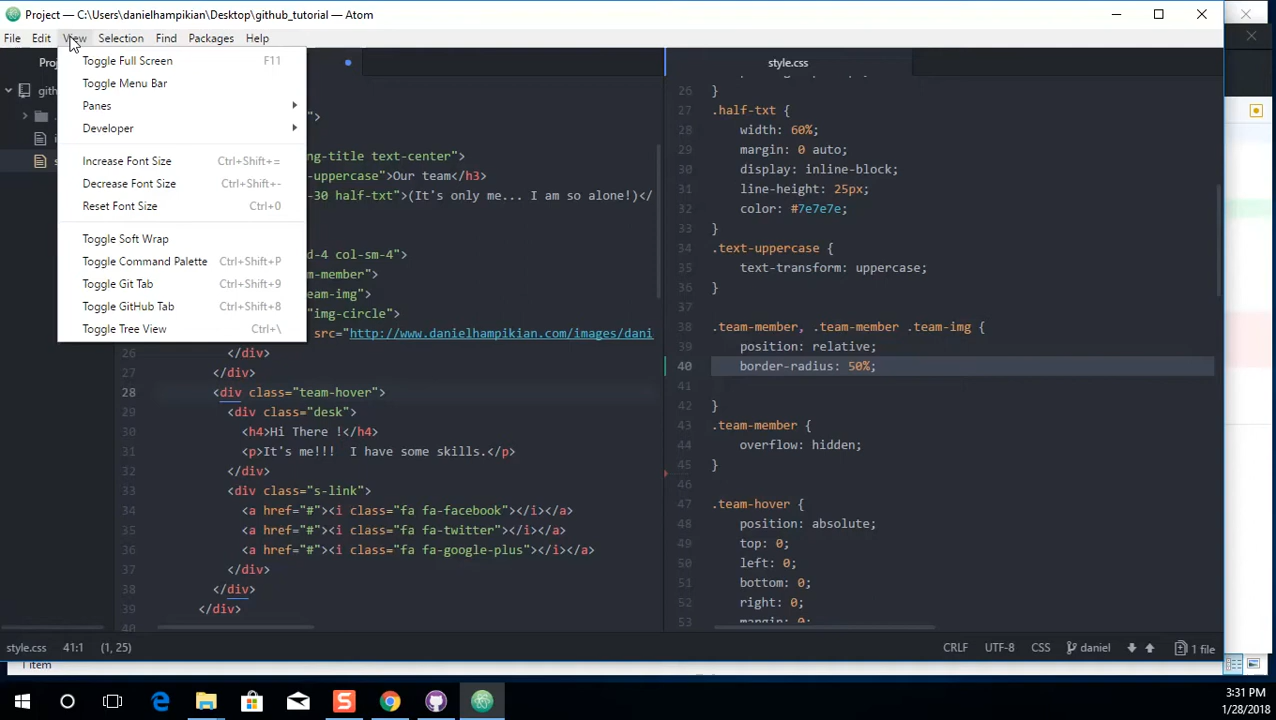 Project — C:\Users\danielhampikian\Desktop\github_tutorial — Atom
File Edit View Selection Find Packages Help
Toggle Full Screen F11
Toggle Menu Bar
Panes
Developer
Increase Font Size Ctrl+Shift+=
Decrease Font Size Ctrl+Shift+-
Reset Font Size Ctrl+0
Toggle Soft Wrap
Toggle Command Palette Ctrl+Shift+P
Toggle Git Tab Ctrl+Shift+9
Toggle GitHub Tab Ctrl+Shift+8
Toggle Tree View Ctrl+\
ng-title text-center">
-uppercase">Our team</h3>
-30 half-txt">(It's only me... I am so alone!)</
d-4 col-sm-4">
am-member">
eam-img">
img-circle">
src="http://www.danielhampikian.com/images/dani
26 </div>
27 </div>
28 <div class="team-hover">
29 <div class="desk">
30 <h4>Hi There !</h4>
31 <p>It's me!!!  I have some skills.</p>
32 </div>
33 <div class="s-link">
34 <a href="#"><i class="fa fa-facebook"></i></a>
35 <a href="#"><i class="fa fa-twitter"></i></a>
36 <a href="#"><i class="fa fa-google-plus"></i></a>
37 </div>
38 </div>
39 </div>
40
style.css
26 }
27 .half-txt {
28 width: 60%;
29 margin: 0 auto;
30 display: inline-block;
31 line-height: 25px;
32 color: #7e7e7e;
33 }
34 .text-uppercase {
35 text-transform: uppercase;
36 }
37
38 .team-member, .team-member .team-img {
39 position: relative;
40 border-radius: 50%;
41
42 }
43 .team-member {
44 overflow: hidden;
45 }
46
47 .team-hover {
48 position: absolute;
49 top: 0;
50 left: 0;
51 bottom: 0;
52 right: 0;
53 margin: 0;
style.css 41:1 (1, 25) CRLF UTF-8 CSS daniel 1 file
1 item
3:31 PM
1/28/2018